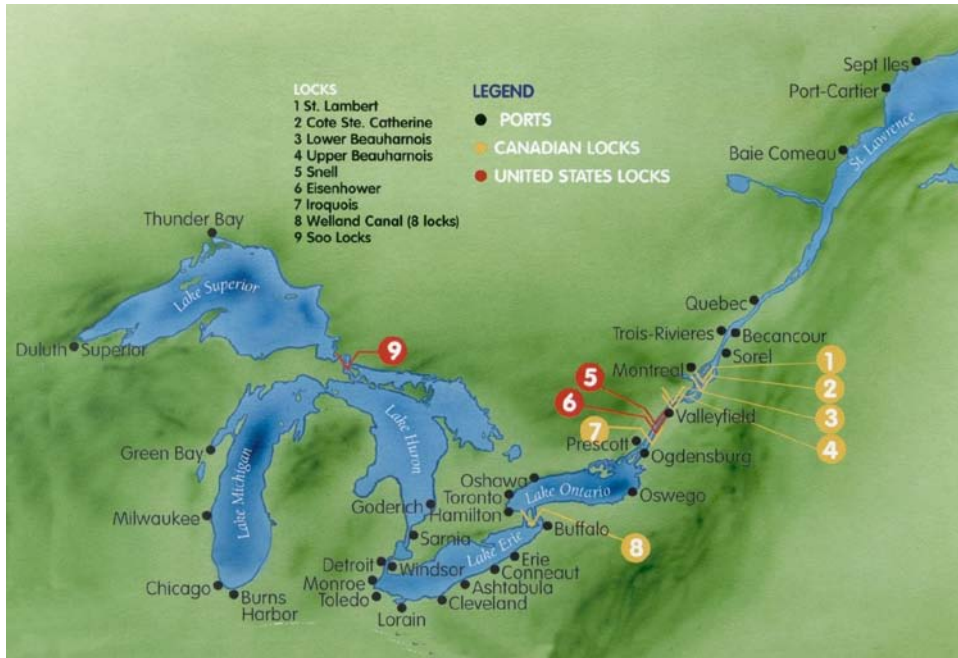 LOCKS
1 St. Lambert
2 Cote Ste. Catherine
3 Lower Beauharnois
4 Upper Beauharnois
5 Snell
6 Eisenhower
7 Iroquois
8 Welland Canal (8 locks)
9 Soo Locks
LEGEND
PORTS
CANADIAN LOCKS
UNITED STATES LOCKS
Sept Iles
Port-Cartier
St. Lawrence
Baie Comeau
Thunder Bay
Lake Superior
Duluth
Superior
9
Quebec
Trois-Rivieres
Becancour
Sorel
Montreal
1
2
3
4
5
6
7
Valleyfield
Prescott
Ogdensburg
Green Bay
Lake Michigan
Lake Huron
Milwaukee
Chicago
Burns
Harbor
Goderich
Sarnia
Oshawa
Toronto
Hamilton
Lake Ontario
Oswego
Buffalo
8
Lake Erie
Detroit
Windsor
Monroe
Toledo
Lorain
Cleveland
Ashtabula
Conneaut
Erie